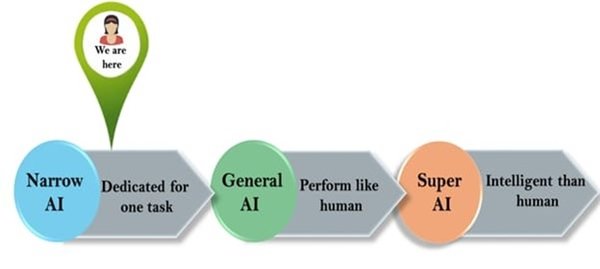 We are
here
Narrow
AI
Dedicated for
one task
General
AI
Perform like
human
Super
AI
Intelligent than
human